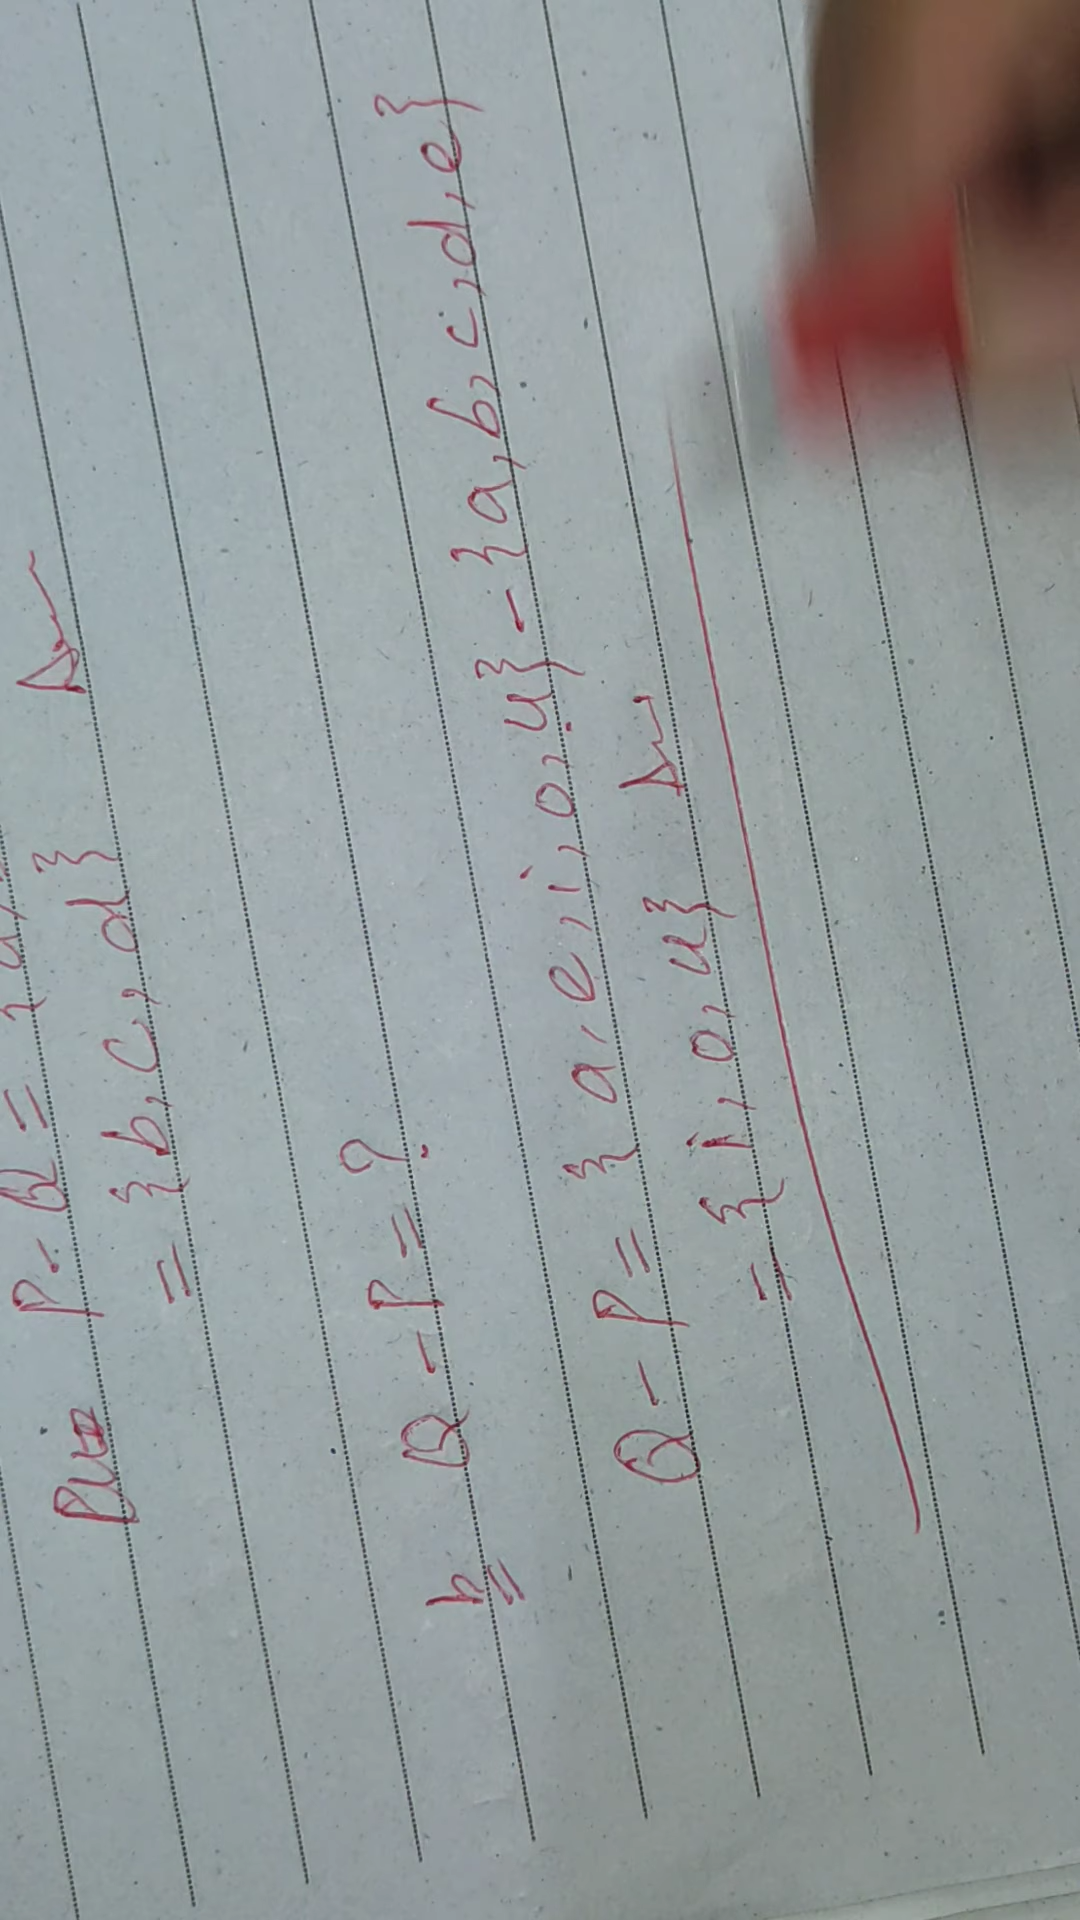 P - Q = {a,
= {b, c, d} Ans
b Q - P = ?
Q - P = { a, e, i, o, u} - {a, b, c, d, e}
= {i, o, u} Ans